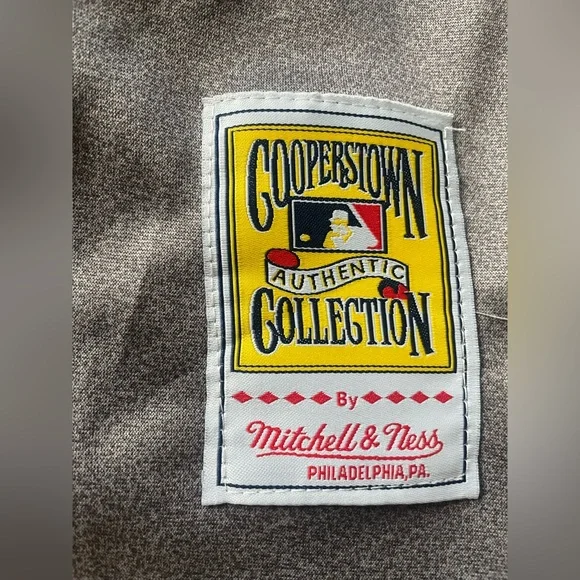 COOPERSTOWN
AUTHENTIC
COLLECTION
By
Mitchell & Ness
PHILADELPHIA, PA.